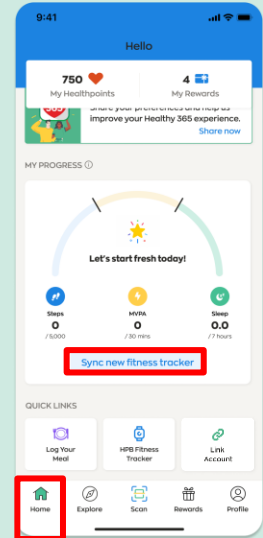 9:41
Hello
750
My Healthpoints
4
My Rewards
365
share your preferences and help us
improve your Healthy 365 experience.
Share now
MY PROGRESS
Let's start fresh today!
Steps
0
/ 5,000
MVPA
0
/ 30 mins
Sleep
0.0
/ 7 hours
Sync new fitness tracker
QUICK LINKS
Log Your
Meal
HPB Fitness
Tracker
Link
Account
Home
Explore
Scan
Rewards
Profile